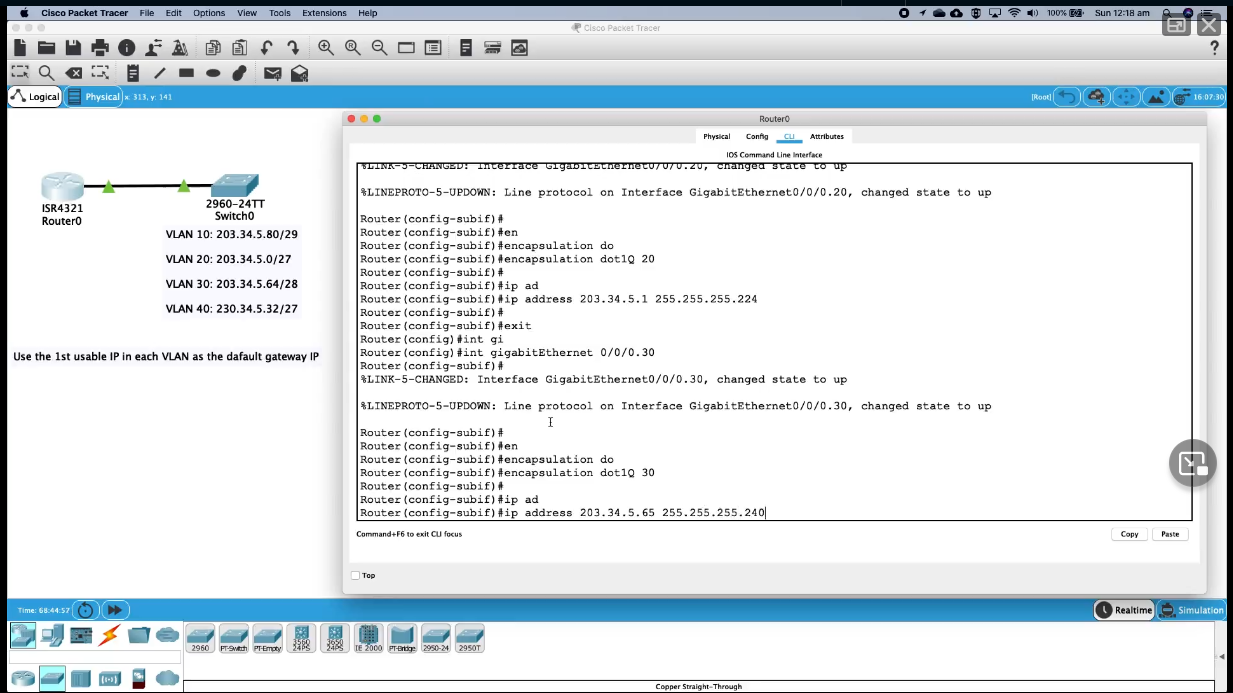 Cisco Packet Tracer File Edit Options View Tools Extensions Help 100% Sun 12:18 am
Cisco Packet Tracer
?
Logical Physical x: 313, y: 141 [Root] 16:07:30
Router0
Physical Config CLI Attributes
IOS Command Line Interface
%LINK-5-CHANGED: Interface GigabitEthernet0/0/0.20, changed state to up
%LINEPROTO-5-UPDOWN: Line protocol on Interface GigabitEthernet0/0/0.20, changed state to up
Router(config-subif)#
Router(config-subif)#en
Router(config-subif)#encapsulation do
Router(config-subif)#encapsulation dot1Q 20
Router(config-subif)#
Router(config-subif)#ip ad
Router(config-subif)#ip address 203.34.5.1 255.255.255.224
Router(config-subif)#
Router(config-subif)#exit
Router(config)#int gi
Router(config)#int gigabitEthernet 0/0/0.30
Router(config-subif)#
%LINK-5-CHANGED: Interface GigabitEthernet0/0/0.30, changed state to up
%LINEPROTO-5-UPDOWN: Line protocol on Interface GigabitEthernet0/0/0.30, changed state to up
Router(config-subif)#
Router(config-subif)#en
Router(config-subif)#encapsulation do
Router(config-subif)#encapsulation dot1Q 30
Router(config-subif)#
Router(config-subif)#ip ad
Router(config-subif)#ip address 203.34.5.65 255.255.255.240
Command+F6 to exit CLI focus
Copy Paste
Top
ISR4321
Router0
2960-24TT
Switch0
VLAN 10: 203.34.5.80/29
VLAN 20: 203.34.5.0/27
VLAN 30: 203.34.5.64/28
VLAN 40: 230.34.5.32/27
Use the 1st usable IP in each VLAN as the dafault gateway IP
Time: 68:44:57 Realtime Simulation
2960 PT-Switch PT-Empty 3560 24PS 3650 24PS IE 2000 PT-Bridge 2950-24 2950T
Copper Straight-Through